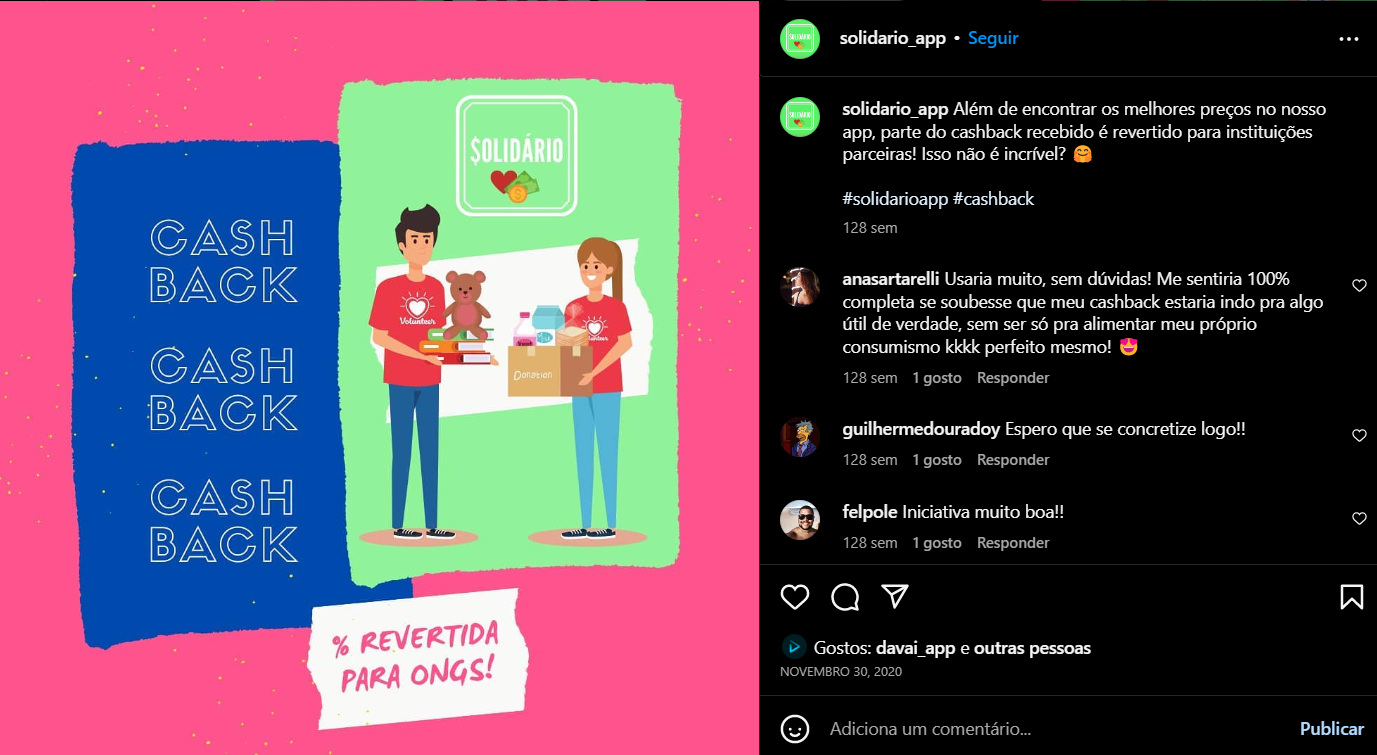 CASH
BACK
CASH
BACK
CASH
BACK
$OLIDÁRIO
Volunteer
Donation
% REVERTIDA
PARA ONGS!
solidario_app • Seguir
solidario_app Além de encontrar os melhores preços no nosso
app, parte do cashback recebido é revertido para instituições
parceiras! Isso não é incrível? 🤗
#solidarioapp #cashback
128 sem
anasartarelli Usaria muito, sem dúvidas! Me sentiria 100%
completa se soubesse que meu cashback estaria indo pra algo
útil de verdade, sem ser só pra alimentar meu próprio
consumismo kkkk perfeito mesmo! 😍
128 sem 1 gosto Responder
guilhermedouradoy Espero que se concretize logo!!
128 sem 1 gosto Responder
felpole Iniciativa muito boa!!
128 sem 1 gosto Responder
Gostos: davai_app e outras pessoas
NOVEMBRO 30, 2020
Adiciona um comentário... Publicar